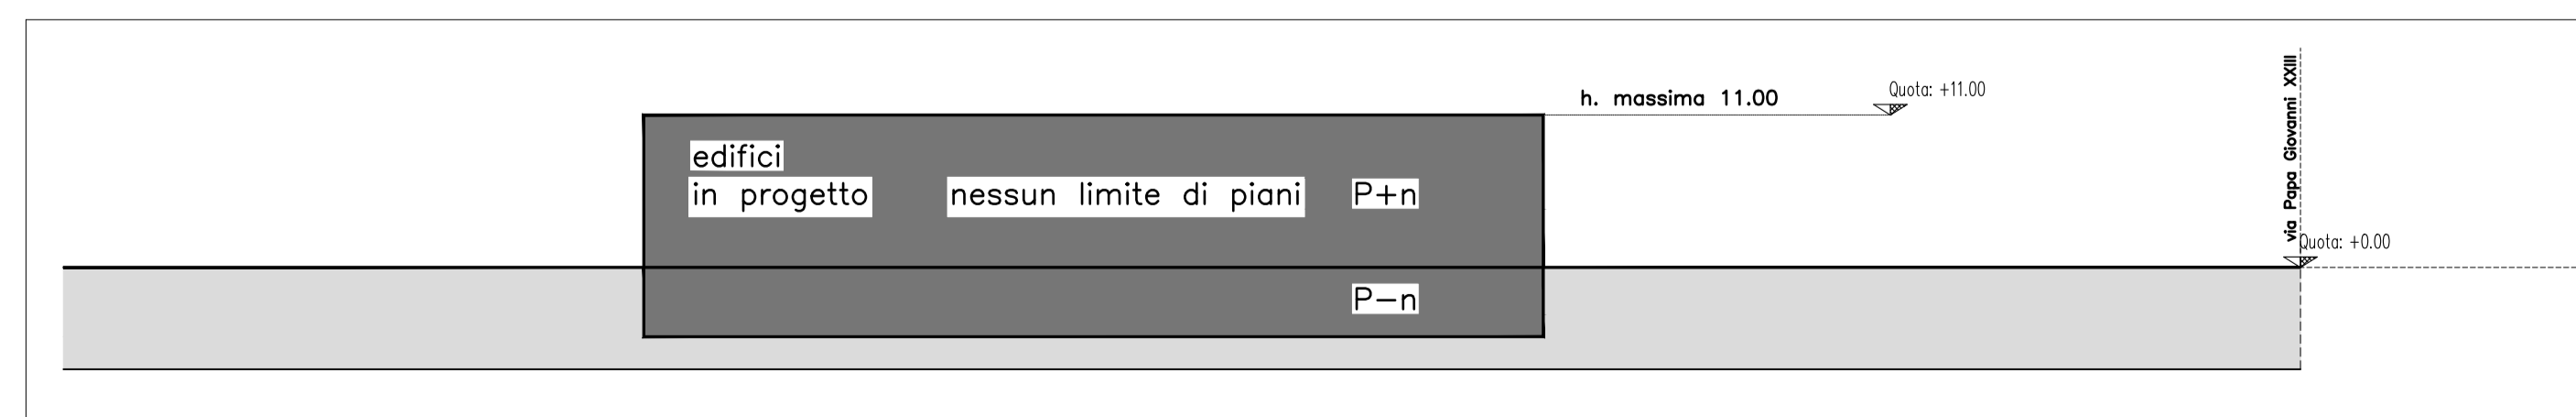 h. massima 11.00
Quota: +11.00
via Papa Giovanni XXIII
edifici
in progetto
nessun limite di piani
P+n
Quota: +0.00
P-n